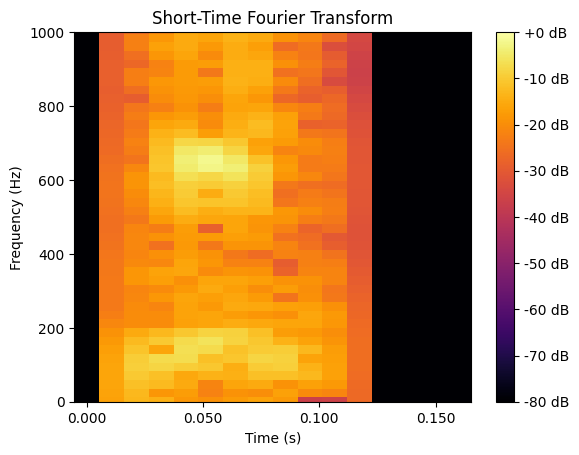 Short-Time Fourier Transform
1000
800
600
400
200
0
Frequency (Hz)
0.000
0.050
0.100
0.150
Time (s)
+0 dB
-10 dB
-20 dB
-30 dB
-40 dB
-50 dB
-60 dB
-70 dB
-80 dB